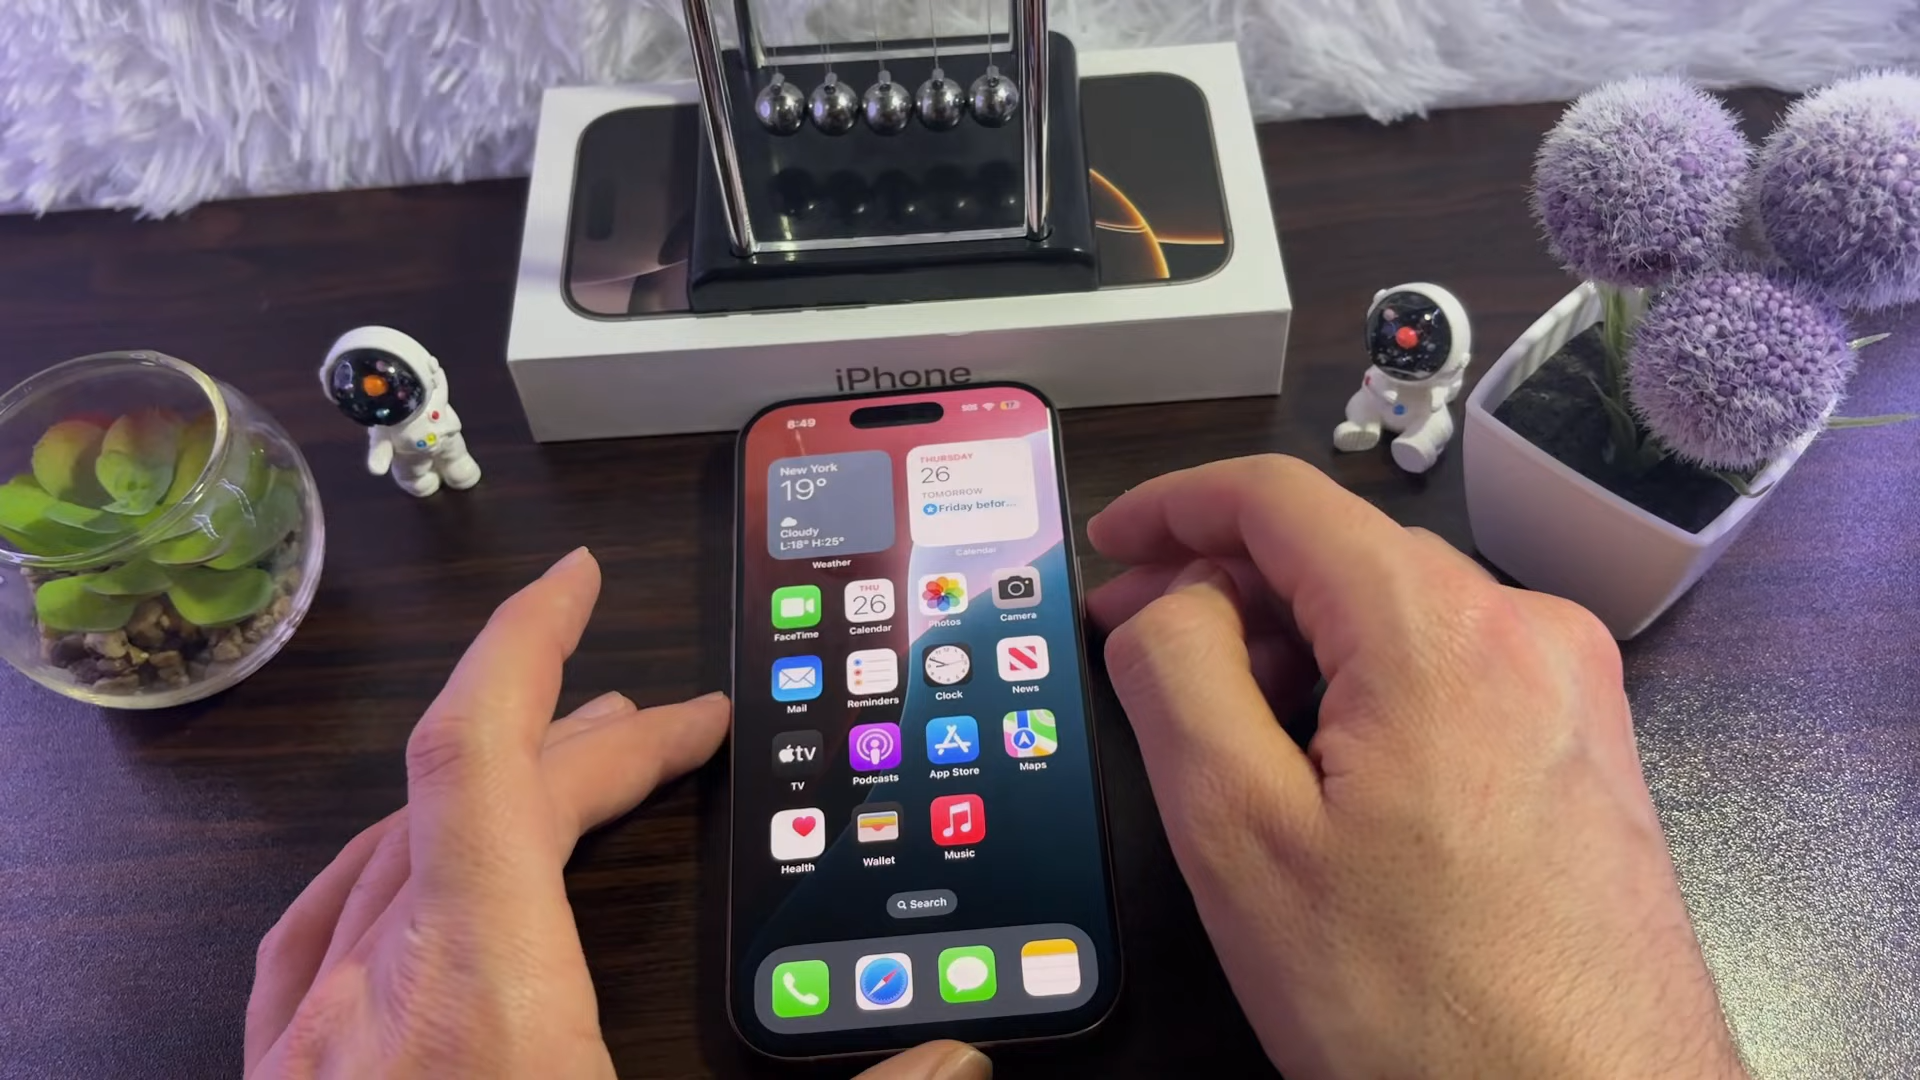 iPhone
8:49
SOS
17
New York
19°
Cloudy
L:18° H:25°
Weather
THURSDAY
26
TOMORROW
Friday befor...
Calendar
FaceTime
THU
26
Calendar
Photos
Camera
Mail
Reminders
Clock
News
tv
TV
Podcasts
App Store
Maps
Health
Wallet
Music
Search